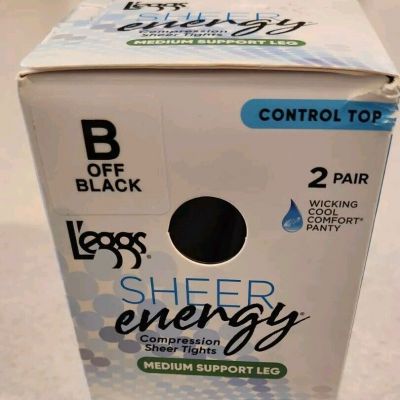 L'eggs
SHEER
energy®
Compression
Sheer Tights
MEDIUM SUPPORT LEG
CONTROL TOP
B
OFF
BLACK
2 PAIR
WICKING
COOL
COMFORT*
PANTY
L'eggs®
SHEER
energy®
Compression
Sheer Tights
MEDIUM SUPPORT LEG